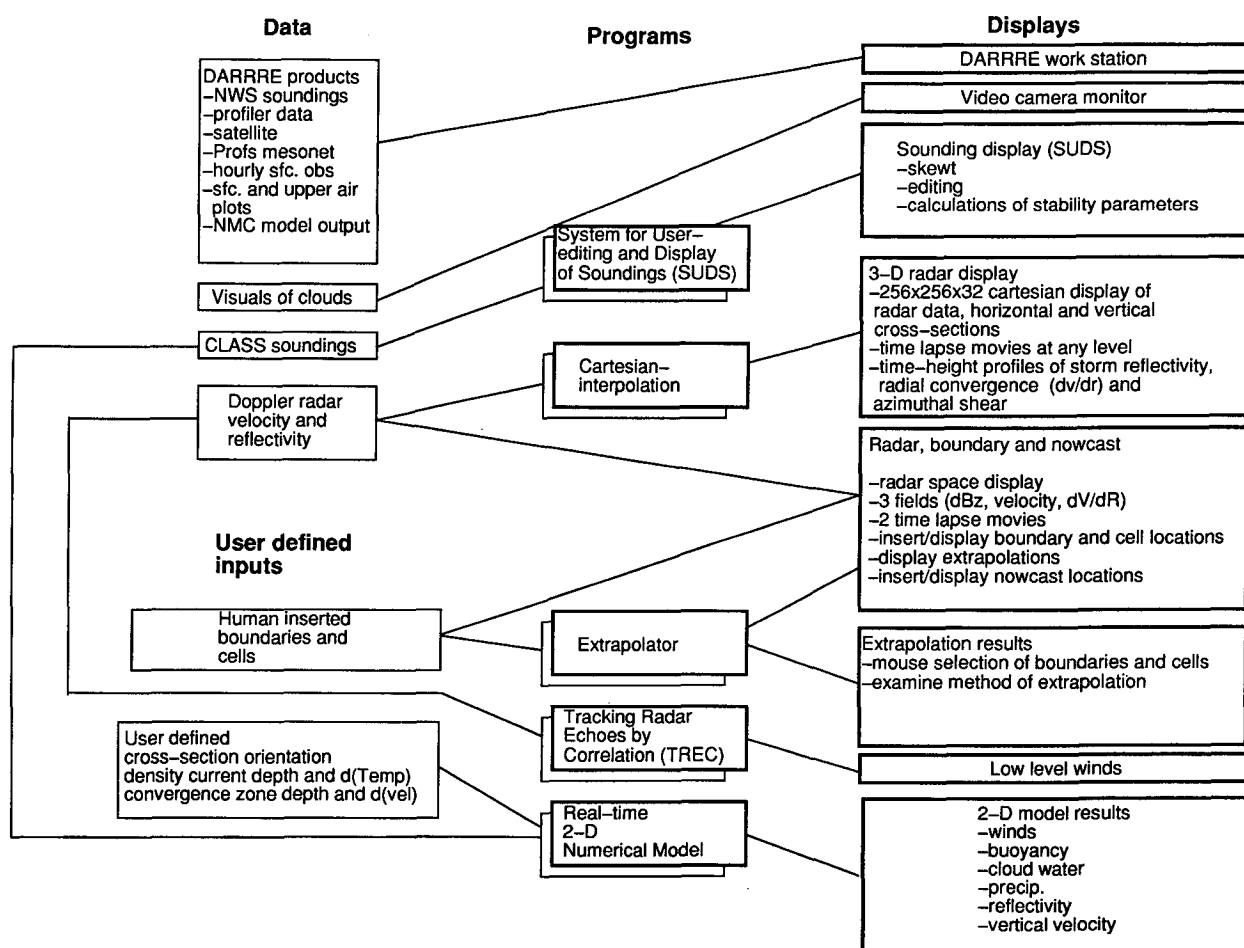 Data
Programs
Displays
DARRRE products
–NWS soundings
–profiler data
–satellite
–Profs mesonet
–hourly sfc. obs
–sfc. and upper air
plots
–NMC model output
Visuals of clouds
CLASS soundings
Doppler radar
velocity and
reflectivity
User defined
inputs
Human inserted
boundaries and
cells
User defined
cross–section orientation
density current depth and d(Temp)
convergence zone depth and d(vel)
System for User–
editing and Display
of Soundings (SUDS)
Cartesian–
interpolation
Extrapolator
Tracking Radar
Echoes by
Correlation (TREC)
Real–time
2–D
Numerical Model
DARRRE work station
Video camera monitor
Sounding display (SUDS)
–skewt
–editing
–calculations of stability parameters
3–D radar display
–256x256x32 cartesian display of
radar data, horizontal and vertical
cross–sections
–time lapse movies at any level
–time–height profiles of storm reflectivity,
radial convergence (dv/dr) and
azimuthal shear
Radar, boundary and nowcast
–radar space display
–3 fields (dBz, velocity, dV/dR)
–2 time lapse movies
–insert/display boundary and cell locations
–display extrapolations
–insert/display nowcast locations
Extrapolation results
–mouse selection of boundaries and cells
–examine method of extrapolation
Low level winds
2–D model results
–winds
–buoyancy
–cloud water
–precip.
–reflectivity
–vertical velocity